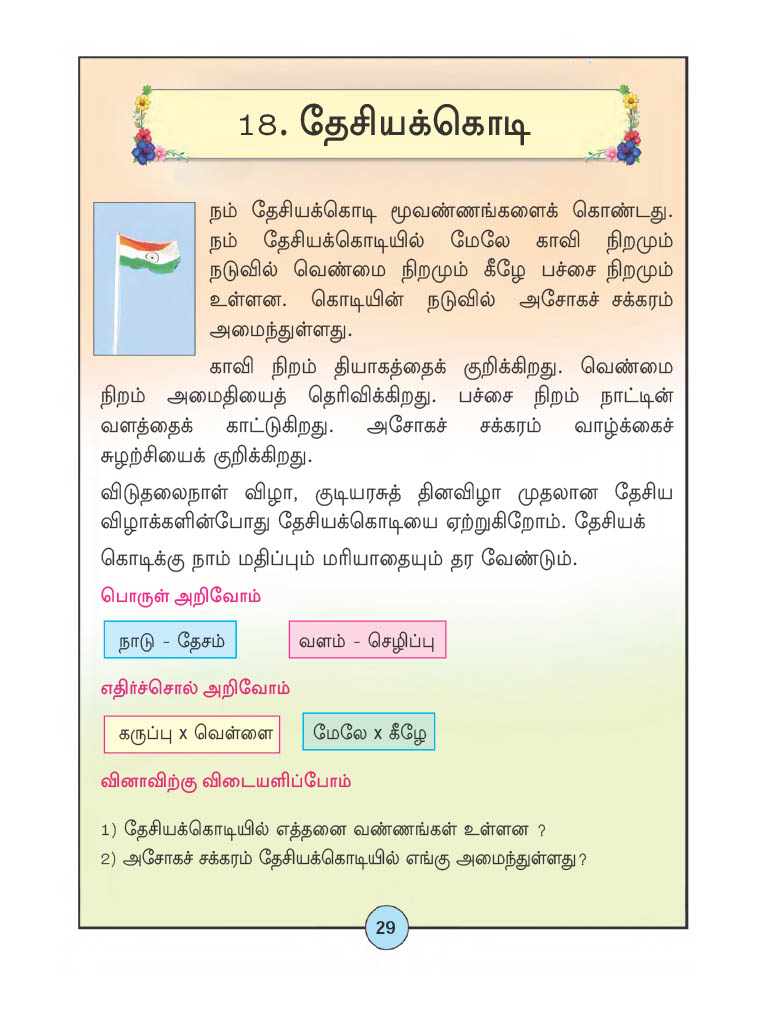 18. தேசியக்கொடி
நம் தேசியக்கொடி மூவண்ணங்களைக் கொண்டது.
நம் தேசியக்கொடியில் மேலே காவி நிறமும்
நடுவில் வெண்மை நிறமும் கீழே பச்சை நிறமும்
உள்ளன. கொடியின் நடுவில் அசோகச் சக்கரம்
அமைந்துள்ளது.
காவி நிறம் தியாகத்தைக் குறிக்கிறது. வெண்மை
நிறம் அமைதியைத் தெரிவிக்கிறது. பச்சை நிறம் நாட்டின்
வளத்தைக் காட்டுகிறது. அசோகச் சக்கரம் வாழ்க்கைச்
சுழற்சியைக் குறிக்கிறது.
விடுதலைநாள் விழா, குடியரசுத் தினவிழா முதலான தேசிய
விழாக்களின்போது தேசியக்கொடியை ஏற்றுகிறோம். தேசியக்
கொடிக்கு நாம் மதிப்பும் மரியாதையும் தர வேண்டும்.
பொருள் அறிவோம்
நாடு - தேசம் வளம் - செழிப்பு
எதிர்ச்சொல் அறிவோம்
கருப்பு x வெள்ளை மேலே x கீழே
வினாவிற்கு விடையளிப்போம்
1) தேசியக்கொடியில் எத்தனை வண்ணங்கள் உள்ளன ?
2) அசோகச் சக்கரம் தேசியக்கொடியில் எங்கு அமைந்துள்ளது?
29